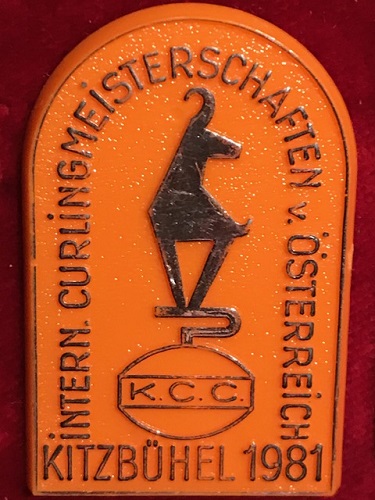 INTERN. CURLINGMEISTERSCHAFTEN v. ÖSTERREICH
K.C.C.
KITZBÜHEL 1981